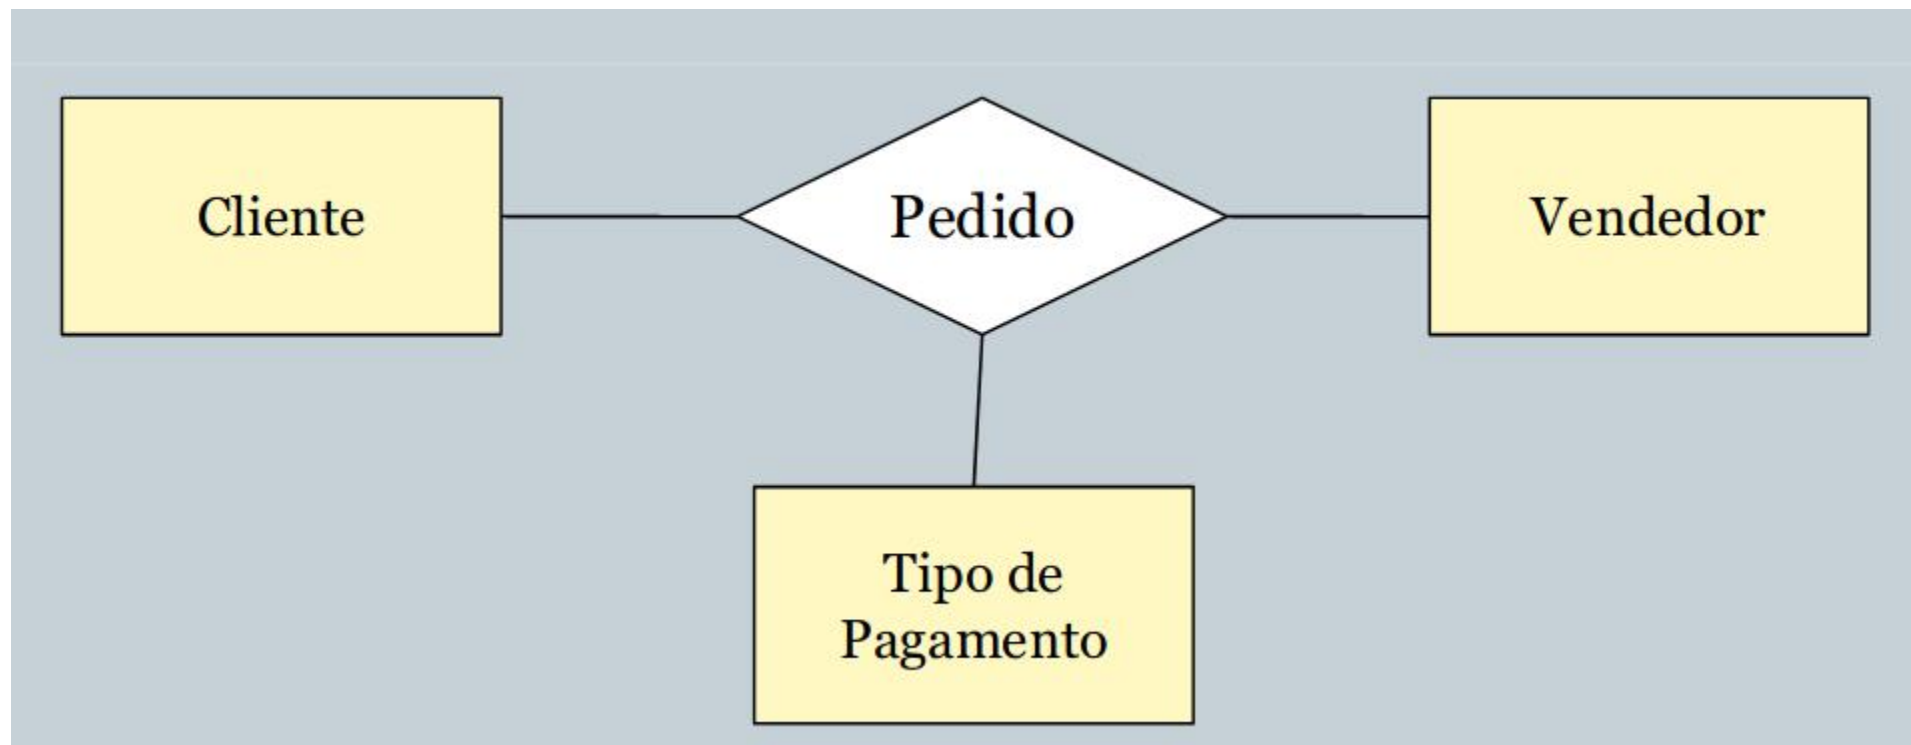 Cliente
Pedido
Vendedor
Tipo de
Pagamento